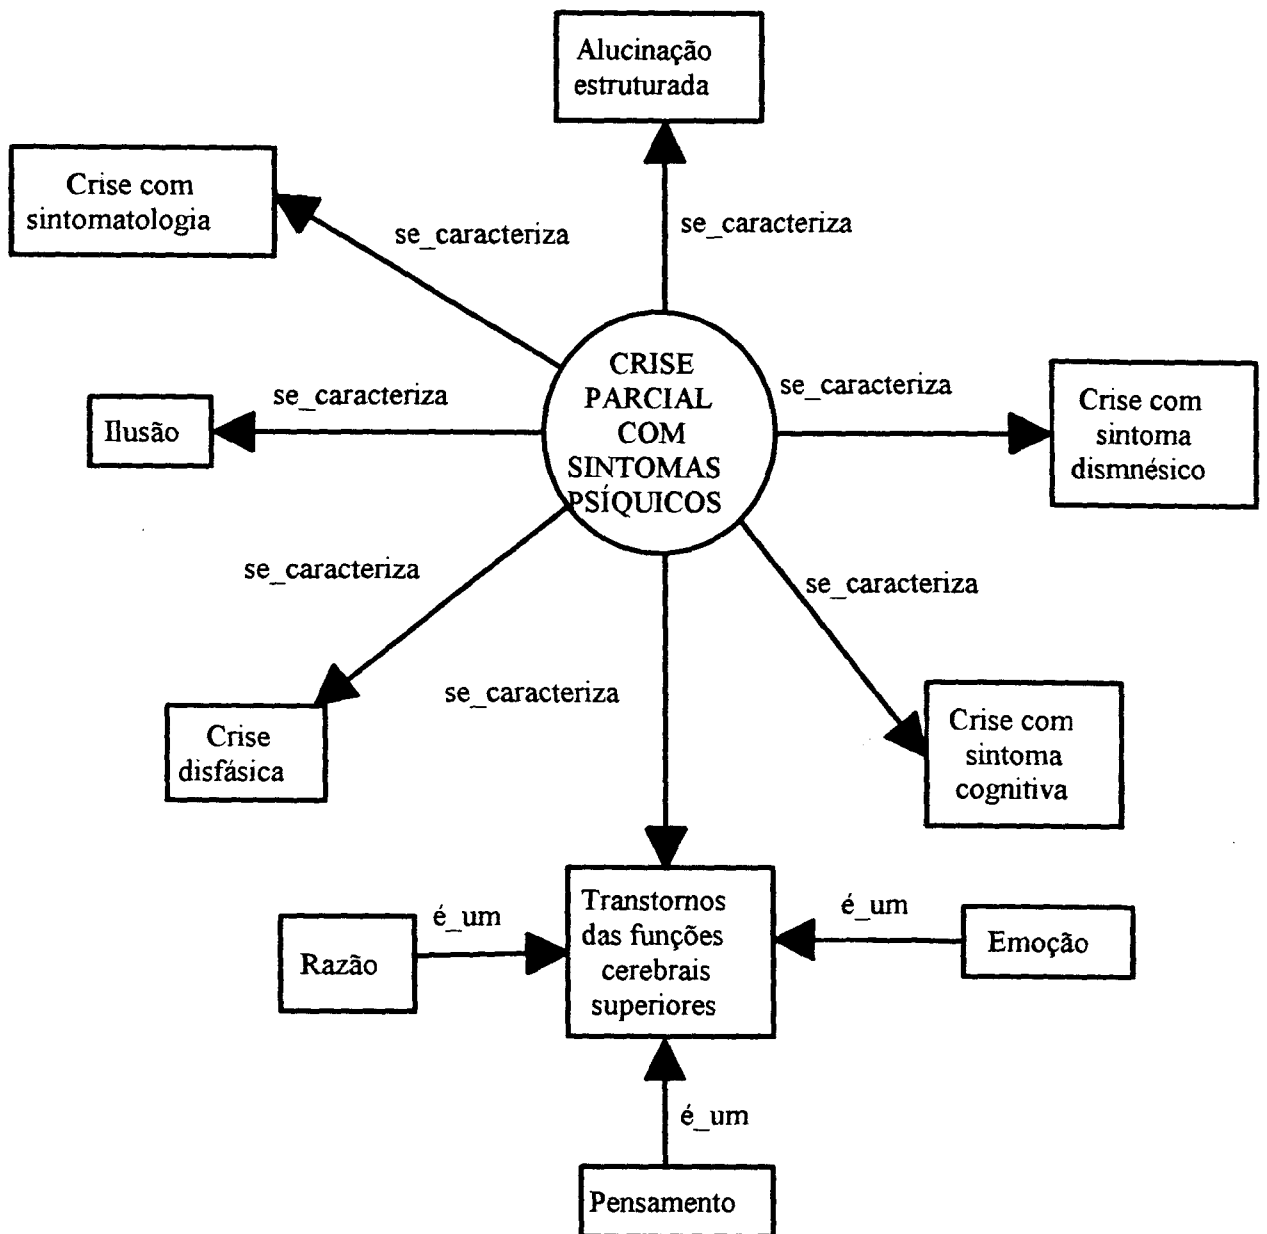 Alucinação
estruturada
Crise com
sintomatologia
se_caracteriza
se_caracteriza
CRISE
PARCIAL
COM
SINTOMAS
PSÍQUICOS
se_caracteriza
Ilusão
se_caracteriza
Crise com
sintoma
dismnésico
se_caracteriza
se_caracteriza
se_caracteriza
Crise
disfásica
Crise com
sintoma
cognitiva
Transtornos
das funções
cerebrais
superiores
é_um
Razão
é_um
Emoção
é_um
Pensamento